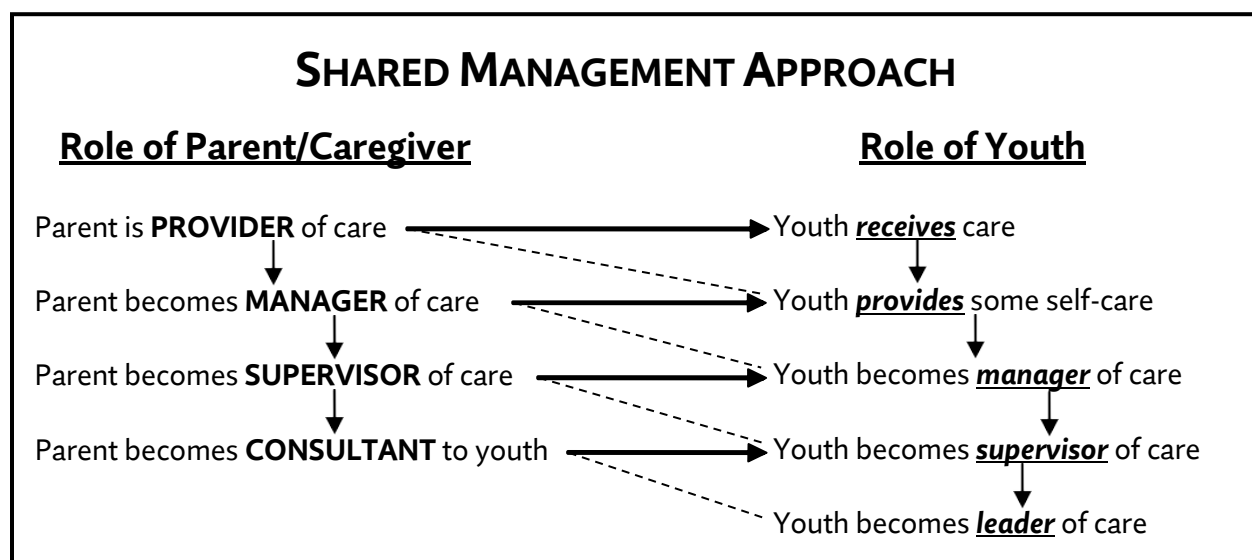 SHARED MANAGEMENT APPROACH
Role of Parent/Caregiver
Role of Youth
Parent is PROVIDER of care
Youth receives care
Parent becomes MANAGER of care
Youth provides some self-care
Parent becomes SUPERVISOR of care
Youth becomes manager of care
Parent becomes CONSULTANT to youth
Youth becomes supervisor of care
Youth becomes leader of care